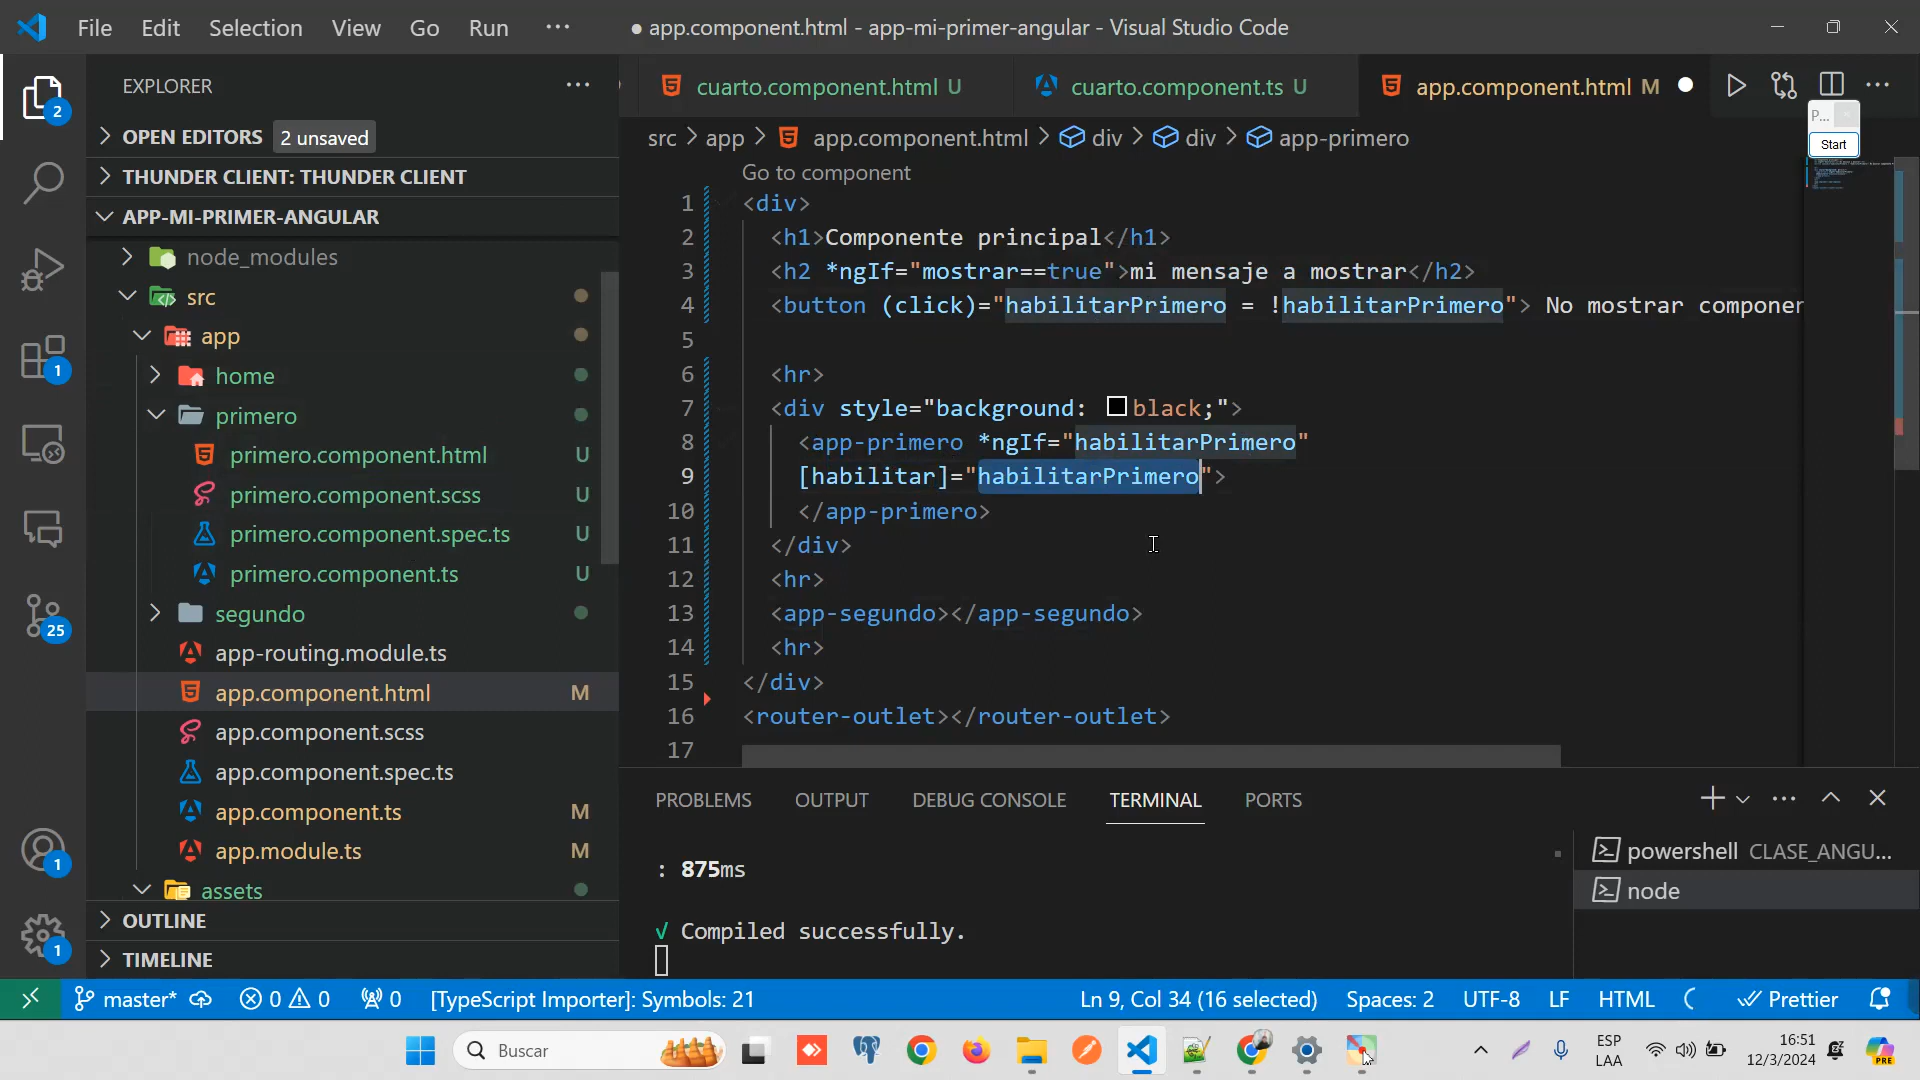 File Edit Selection View Go Run ···
● app.component.html - app-mi-primer-angular - Visual Studio Code
EXPLORER
OPEN EDITORS 2 unsaved
THUNDER CLIENT: THUNDER CLIENT
APP-MI-PRIMER-ANGULAR
node_modules
src
app
home
primero
primero.component.html U
primero.component.scss U
primero.component.spec.ts U
primero.component.ts U
segundo
app-routing.module.ts
app.component.html M
app.component.scss
app.component.spec.ts
app.component.ts M
app.module.ts M
assets
OUTLINE
TIMELINE
2
1
25
1
1
cuarto.component.html U
cuarto.component.ts U
app.component.html M
P...
Start
src > app > app.component.html > div > div > app-primero
Go to component
1 <div>
2 <h1>Componente principal</h1>
3 <h2 *ngIf="mostrar==true">mi mensaje a mostrar</h2>
4 <button (click)="habilitarPrimero = !habilitarPrimero"> No mostrar componer
5
6 <hr>
7 <div style="background: black;">
8 <app-primero *ngIf="habilitarPrimero"
9 [habilitar]="habilitarPrimero">
10 </app-primero>
11 </div>
12 <hr>
13 <app-segundo></app-segundo>
14 <hr>
15 </div>
16 <router-outlet></router-outlet>
17
PROBLEMS OUTPUT DEBUG CONSOLE TERMINAL PORTS
: 875ms
√ Compiled successfully.
powershell CLASE_ANGU...
node
master* 0 0 0 [TypeScript Importer]: Symbols: 21
Ln 9, Col 34 (16 selected) Spaces: 2 UTF-8 LF HTML Prettier
Buscar
ESP
LAA
16:51
12/3/2024
PRE